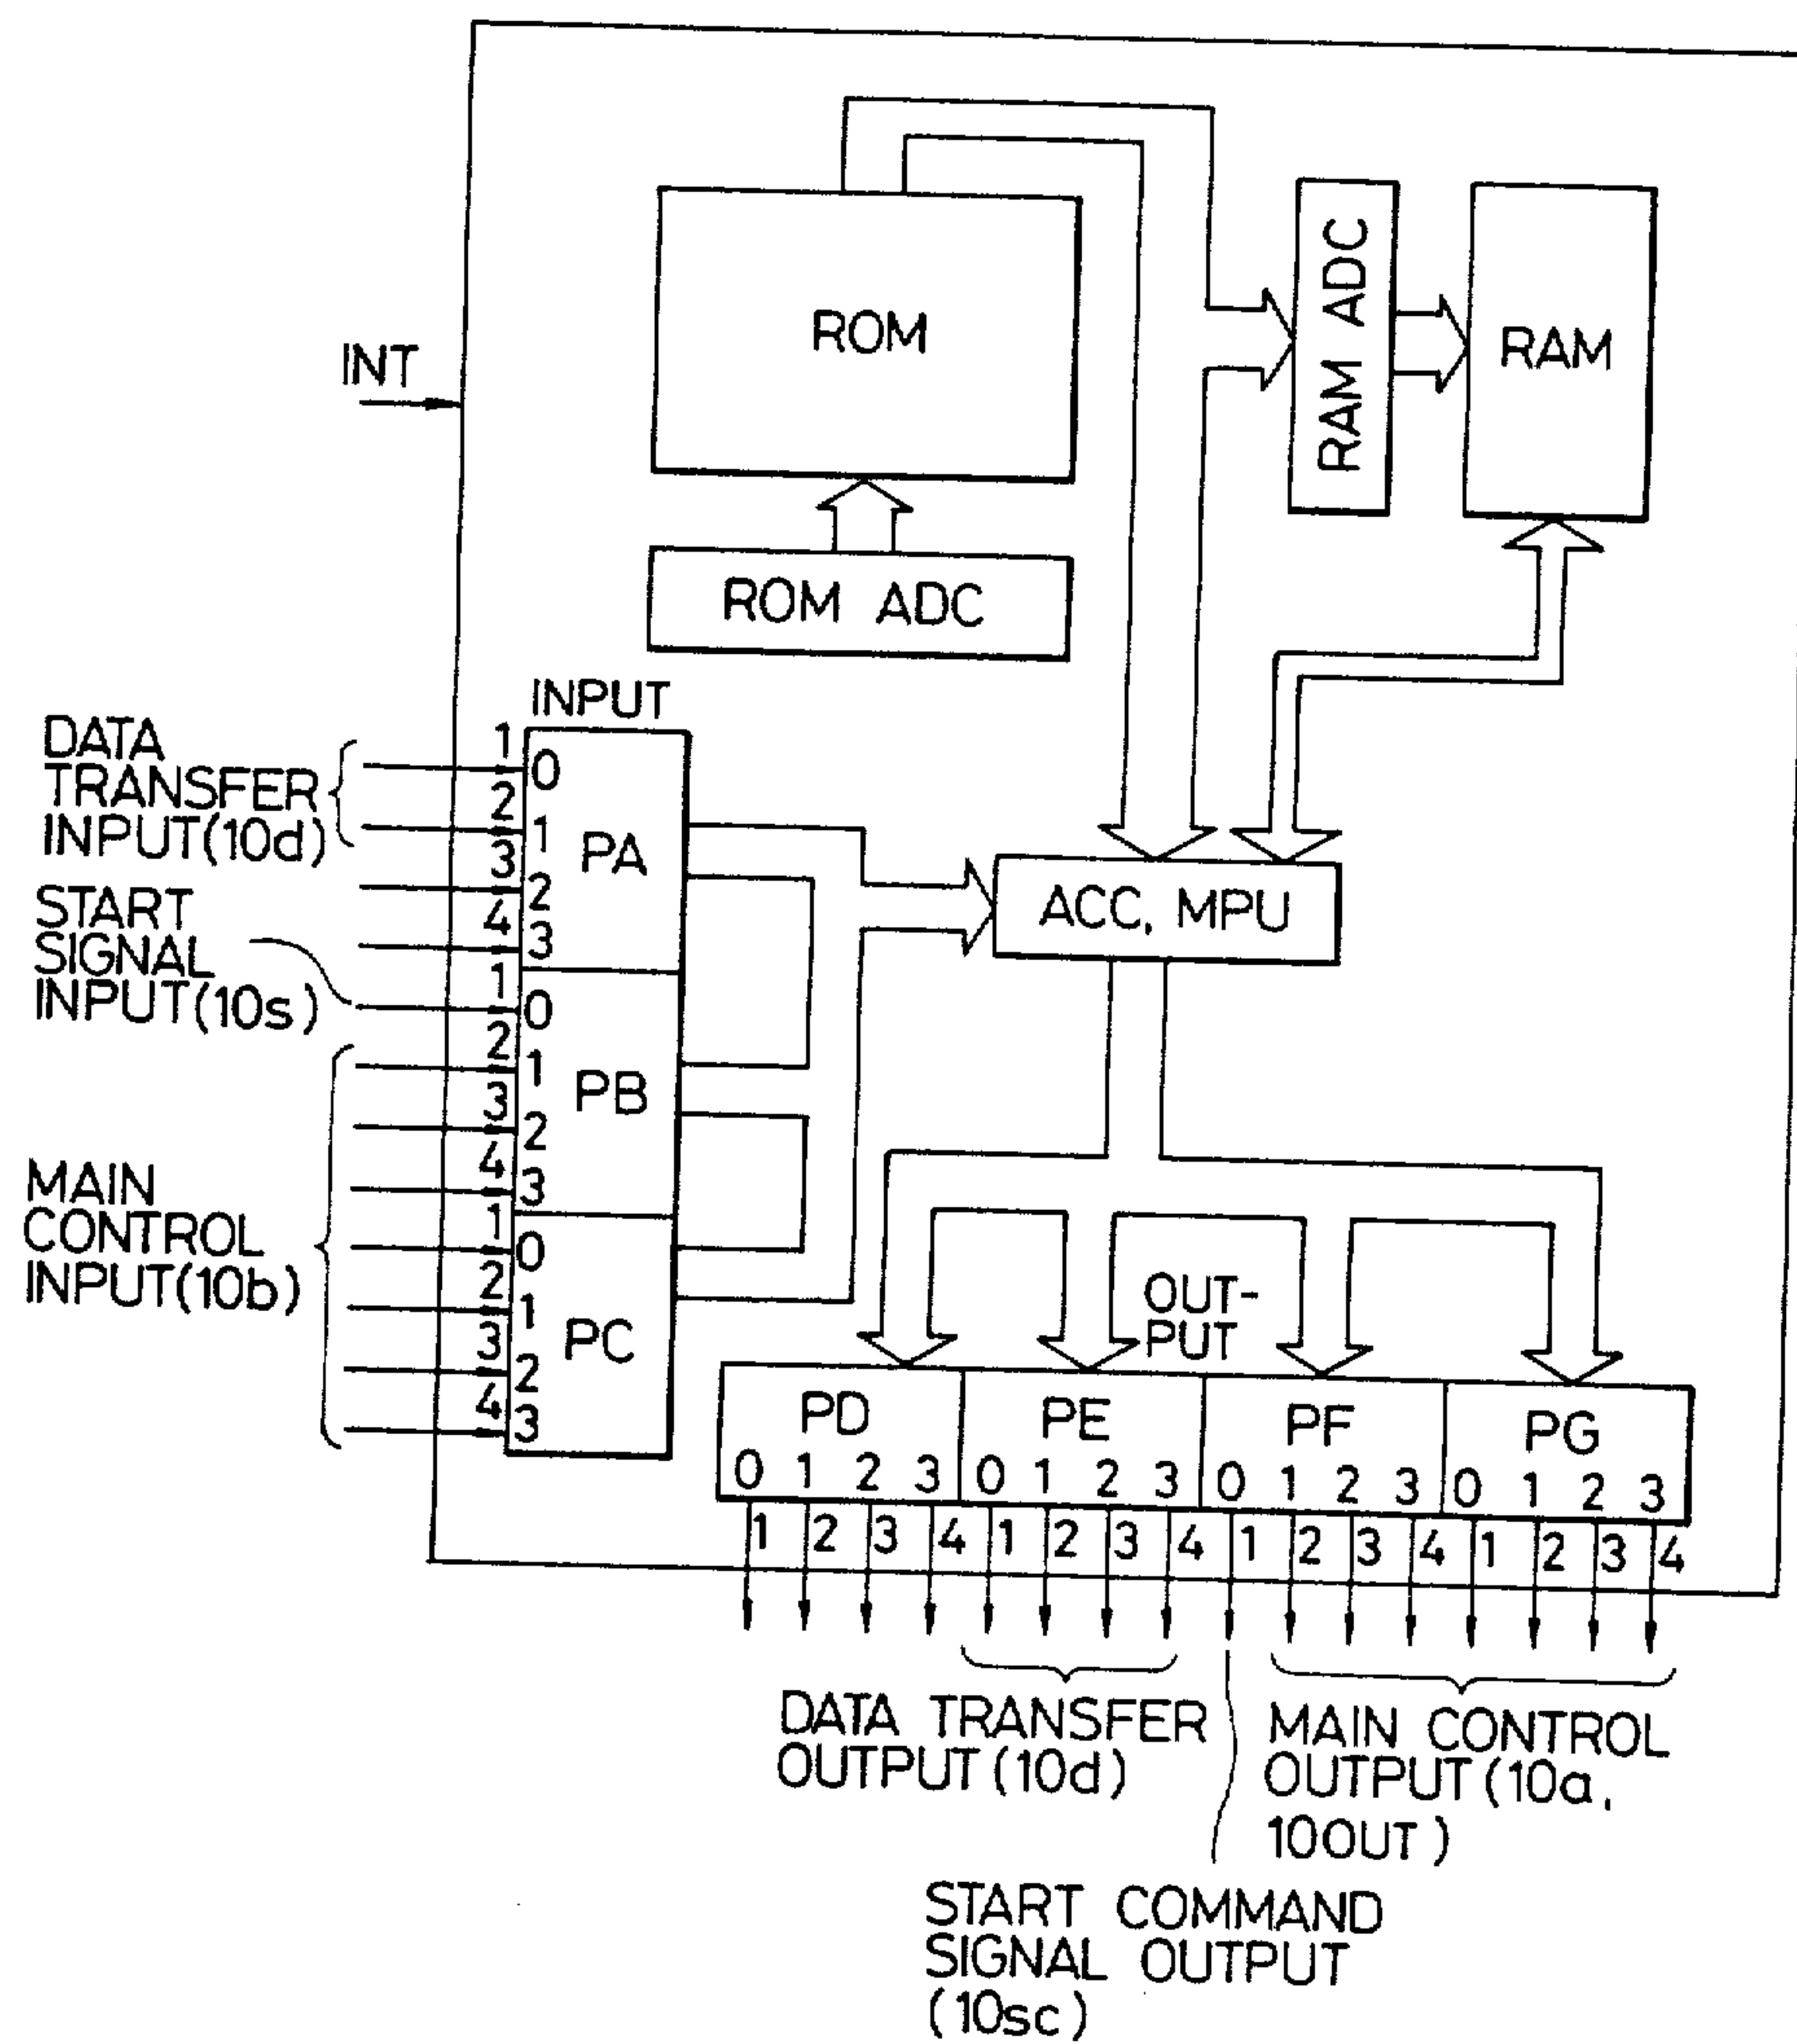 ROM
RAM ADC
RAM
INT
ROM ADC
INPUT
DATA
TRANSFER
INPUT(10d)
START
SIGNAL
INPUT(10s)
MAIN
CONTROL
INPUT(10b)
1 0
2 1
3 2
4 3
PA
1 0
2 1
3 2
4 3
PB
1 0
2 1
3 2
4 3
PC
ACC, MPU
OUT-
PUT
PD PE PF PG
0 1 2 3 0 1 2 3 0 1 2 3 0 1 2 3
1 2 3 4 1 2 3 4 1 2 3 4 1 2 3 4
DATA TRANSFER
OUTPUT(10d)
MAIN CONTROL
OUTPUT(10a,
10OUT)
START COMMAND
SIGNAL OUTPUT
(10sc)